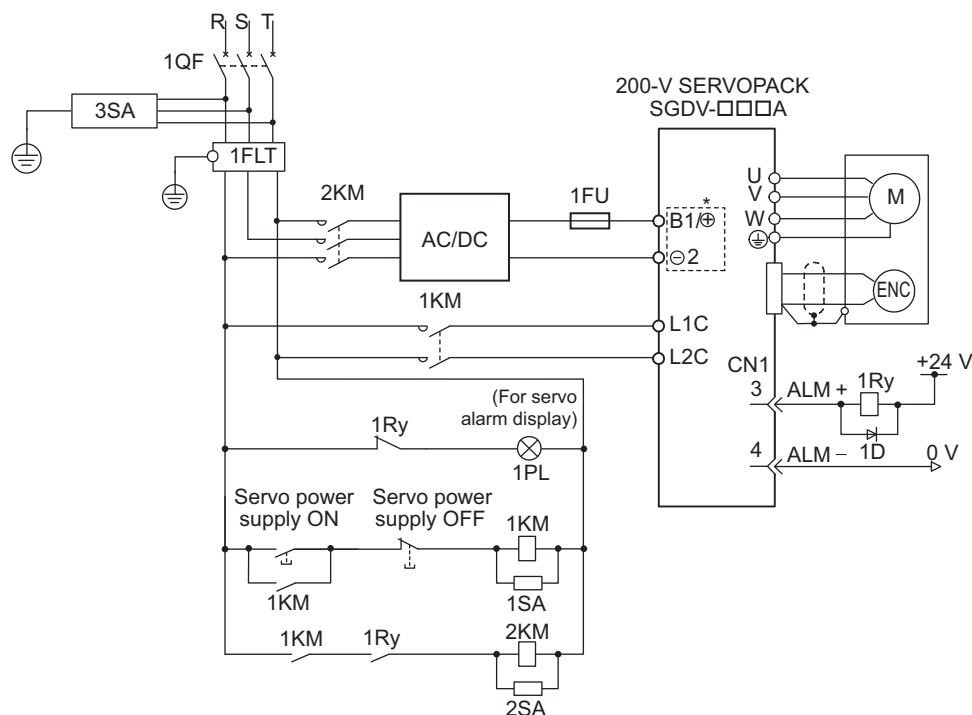 R S T
1QF
3SA
1FLT
200-V SERVOPACK
SGDV-□□□A
2KM
AC/DC
1FU
*
B1/⊕
⊖2
U
V
W
M
ENC
1KM
L1C
L2C
CN1
+24 V
3
ALM +
1Ry
1D
4
ALM −
0 V
(For servo
alarm display)
1Ry
1PL
Servo power
supply ON
Servo power
supply OFF
1KM
1KM
1SA
1KM
1Ry
2KM
2SA